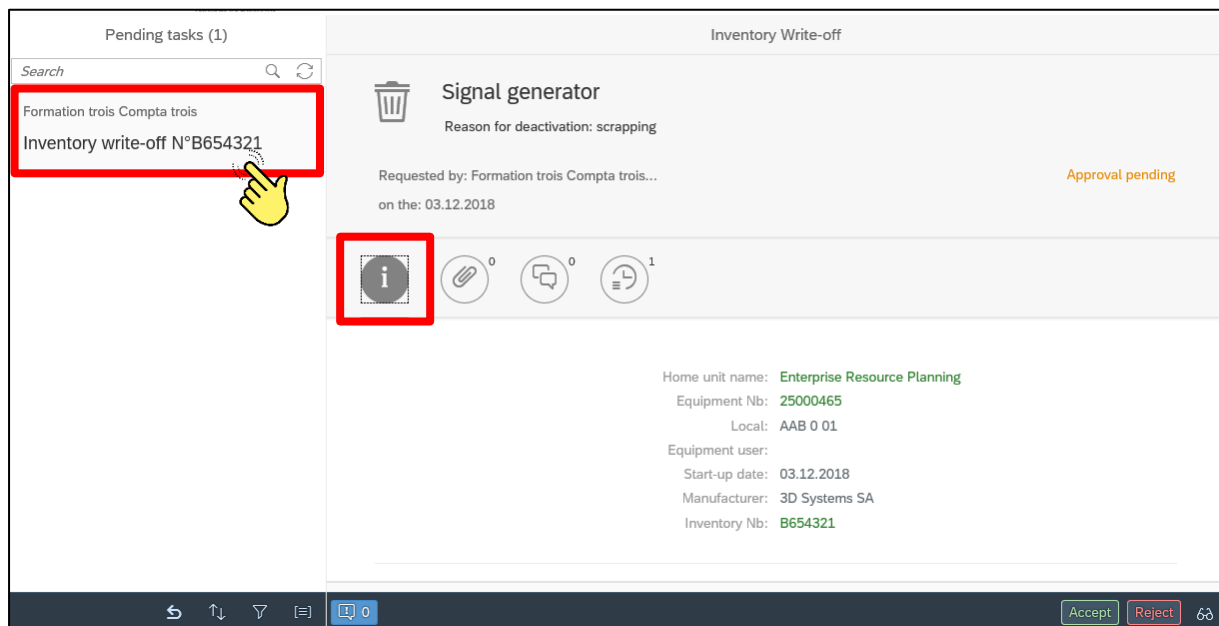 Pending tasks (1)
Search
Formation trois Compta trois
Inventory write-off N°B654321
Inventory Write-off
Signal generator
Reason for deactivation: scrapping
Requested by: Formation trois Compta trois...
on the: 03.12.2018
Approval pending
i
0
0
1
Home unit name: Enterprise Resource Planning
Equipment Nb: 25000465
Local: AAB 0 01
Equipment user:
Start-up date: 03.12.2018
Manufacturer: 3D Systems SA
Inventory Nb: B654321
0
Accept
Reject